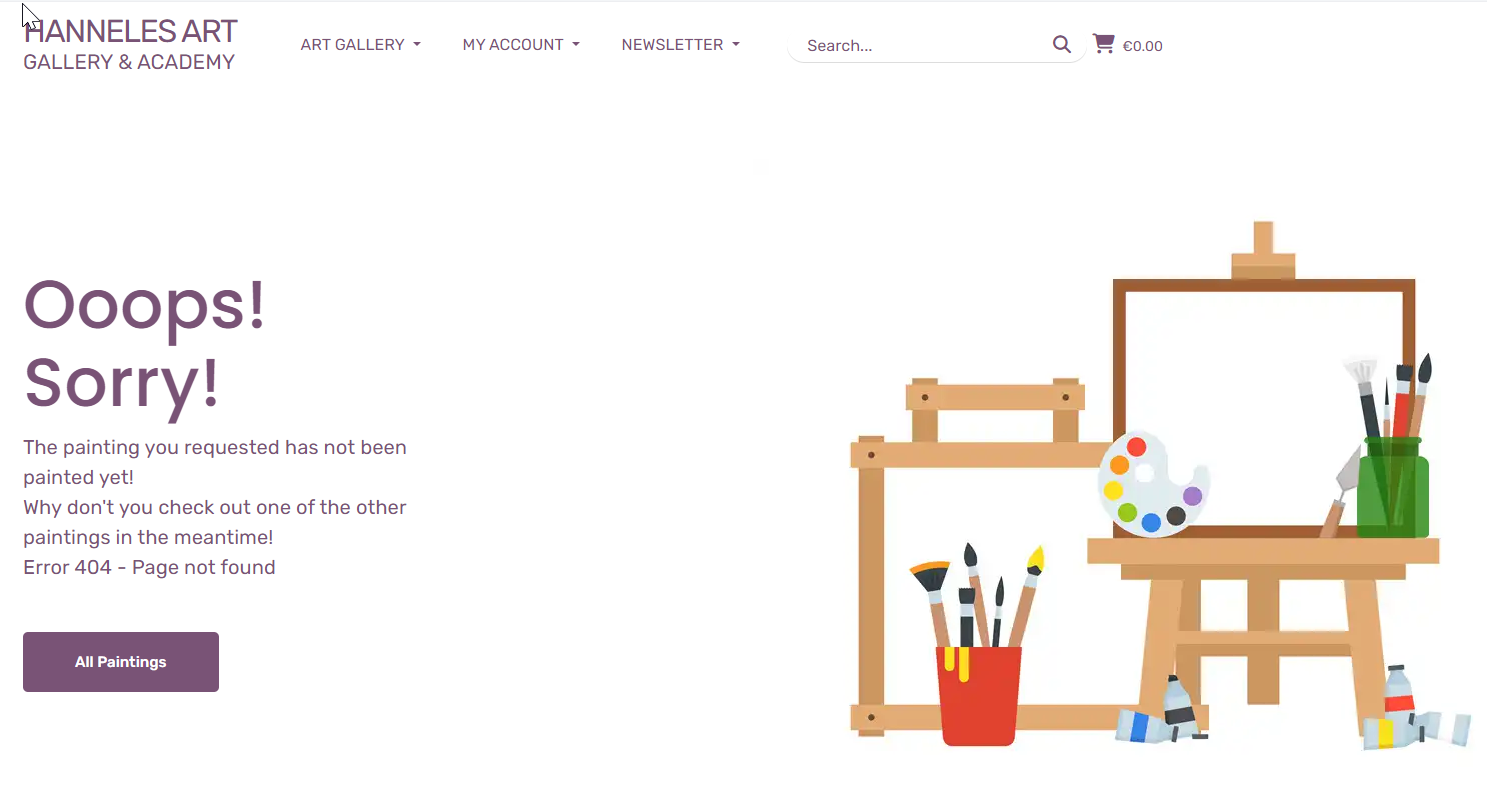 HANNELES ART
GALLERY & ACADEMY
ART GALLERY
MY ACCOUNT
NEWSLETTER
Search...
€0.00
Ooops!
Sorry!
The painting you requested has not been
painted yet!
Why don't you check out one of the other
paintings in the meantime!
Error 404 - Page not found
All Paintings